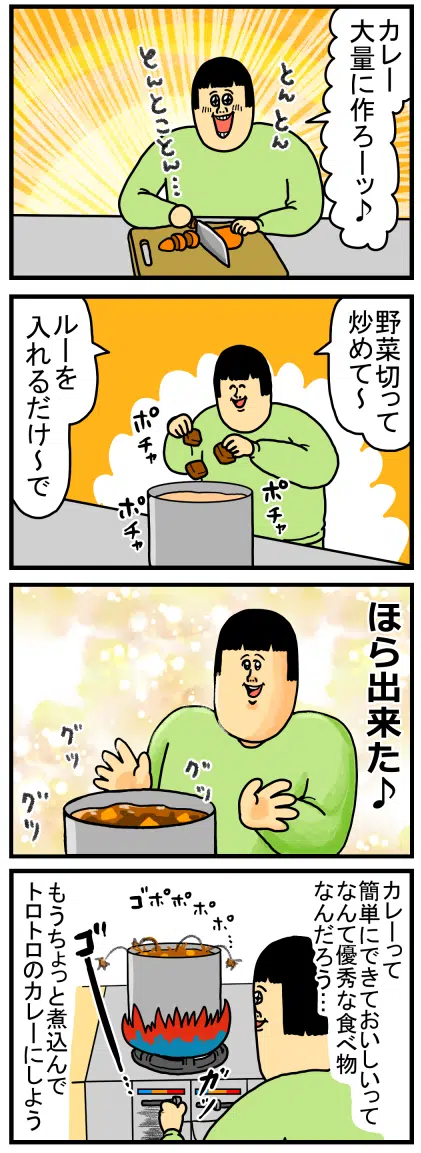 カレー
大量に作ろーッ♪
とんとん
とんとことん…
野菜切って
炒めて～
ルーを
入れるだけ～で
ポチャ
ポチャ
ポチャ
ほら出来た♪
グッ
グッ
グッ
カレーって
簡単にできておいしいって
なんて優秀な食べ物
なんだろう…
ゴポポポポ…
ゴーー…
ガッ
もうちょっと煮込んで
トロトロのカレーにしよう